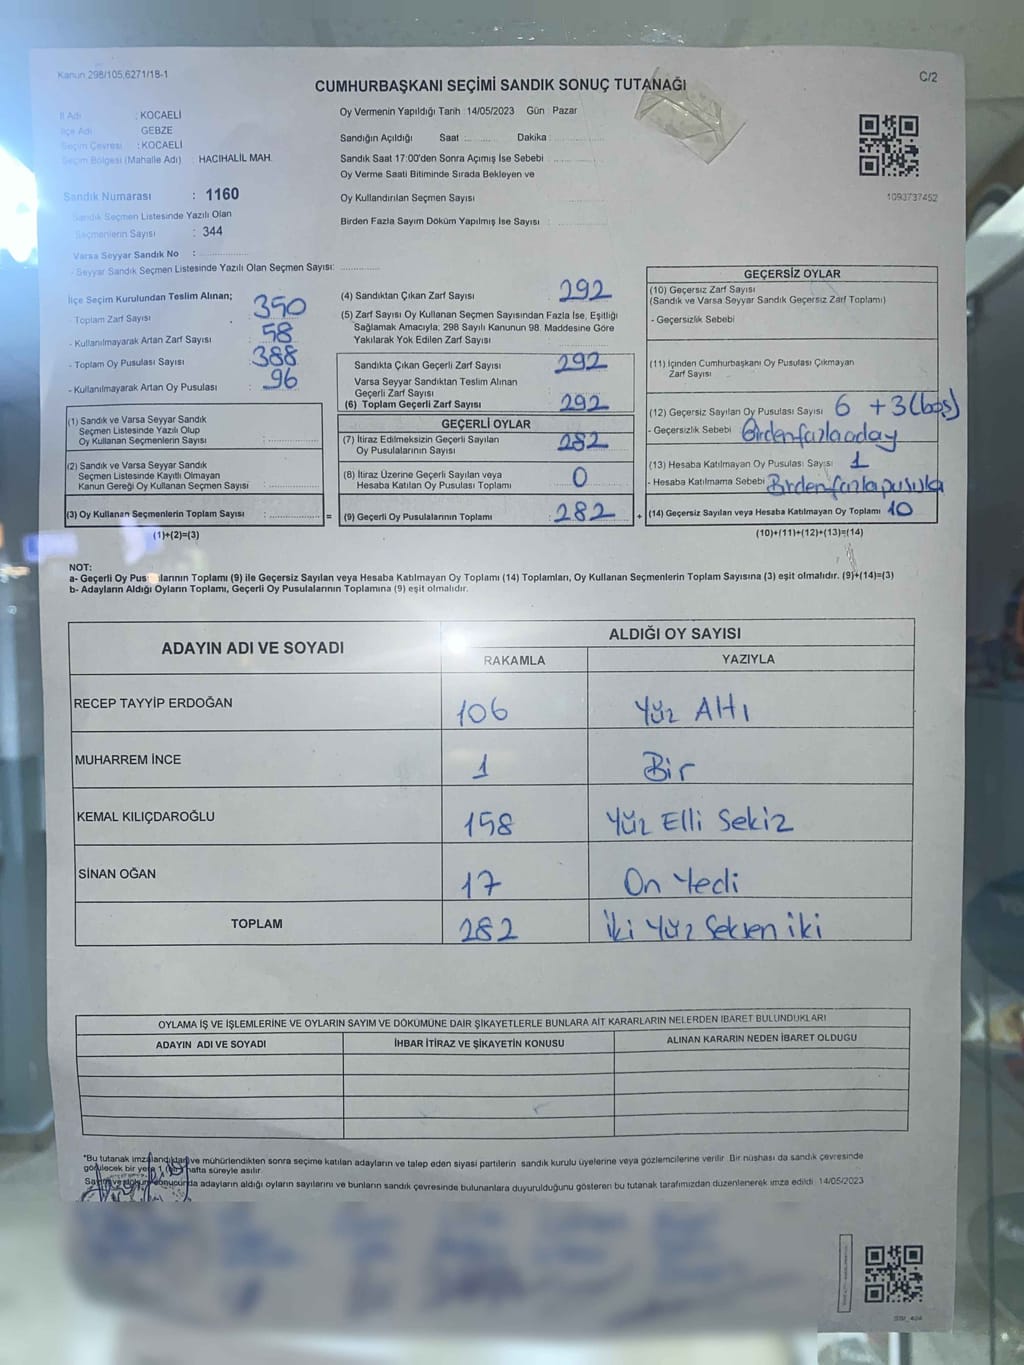 Kanun 298/105,6271/18-1
C/2
CUMHURBAŞKANI SEÇİMİ SANDIK SONUÇ TUTANAĞI
İl Adı : KOCAELİ
İlçe Adı GEBZE
Seçim Çevresi : KOCAELİ
Seçim Bölgesi (Mahalle Adı) HACIHALİL MAH.
Sandık Numarası : 1160
Sandık Seçmen Listesinde Yazılı Olan
Seçmenlerin Sayısı : 344
Varsa Seyyar Sandık No : ..................
- Seyyar Sandık Seçmen Listesinde Yazılı Olan Seçmen Sayısı: ..............
Oy Vermenin Yapıldığı Tarih : 14/05/2023 Gün : Pazar
Sandığın Açıldığı Saat : ........ Dakika : ............
Sandık Saat 17:00'den Sonra Açımış İse Sebebi
Oy Verme Saati Bitiminde Sırada Bekleyen ve
Oy Kullandırılan Seçmen Sayısı
Birden Fazla Sayım Döküm Yapılmış İse Sayısı
1093737452
İlçe Seçim Kurulundan Teslim Alınan;
- Toplam Zarf Sayısı : 350
- Kullanılmayarak Artan Zarf Sayısı : 58
- Toplam Oy Pusulası Sayısı : 388
- Kullanılmayarak Artan Oy Pusulası : 96
(1) Sandık ve Varsa Seyyar Sandık
Seçmen Listesinde Yazılı Olup
Oy Kullanan Seçmenlerin Sayısı : ............
(2) Sandık ve Varsa Seyyar Sandık
Seçmen Listesinde Kayıtlı Olmayan
Kanun Gereği Oy Kullanan Seçmen Sayısı : ............
(3) Oy Kullanan Seçmenlerin Toplam Sayısı : ............ =
(1)+(2)=(3)
(4) Sandıktan Çıkan Zarf Sayısı : 292
(5) Zarf Sayısı Oy Kullanan Seçmen Sayısından Fazla İse, Eşitliği
Sağlamak Amacıyla; 298 Sayılı Kanunun 98. Maddesine Göre
Yakılarak Yok Edilen Zarf Sayısı
Sandıkta Çıkan Geçerli Zarf Sayısı : 292
Varsa Seyyar Sandıktan Teslim Alınan
Geçerli Zarf Sayısı
(6) Toplam Geçerli Zarf Sayısı : 292
GEÇERLİ OYLAR
(7) İtiraz Edilmeksizin Geçerli Sayılan
Oy Pusulalarının Sayısı : 282
(8) İtiraz Üzerine Geçerli Sayılan veya
Hesaba Katılan Oy Pusulası Toplamı 0
(9) Geçerli Oy Pusulalarının Toplamı : 282 +
GEÇERSİZ OYLAR
(10) Geçersız Zarf Sayısı
(Sandık ve Varsa Seyyar Sandık Geçersız Zarf Toplamı)
- Geçersizlik Sebebi
(11) İçinden Cumhurbaşkanı Oy Pusulası Çıkmayan
Zarf Sayısı
(12) Geçersiz Sayılan Oy Pusulası Sayısı 6 +3(boş)
- Geçersizlik Sebebi : Birden fazla aday
(13) Hesaba Katılmayan Oy Pusulası Sayısı 1
- Hesaba Katılmama Sebebi : Birden fazla pusula
(14) Geçersiz Sayılan veya Hesaba Katılmayan Oy Toplamı 10
(10)+(11)+(12)+(13)=(14)
NOT:
a- Geçerli Oy Pus larının Toplamı (9) ile Geçersiz Sayılan veya Hesaba Katılmayan Oy Toplamı (14) Toplamları, Oy Kullanan Seçmenlerin Toplam Sayısına (3) eşit olmalıdır. (9)+(14)=(3)
b- Adayların Aldığı Oyların Toplamı, Geçerli Oy Pusulalarının Toplamına (9) eşit olmalıdır.
ADAYIN ADI VE SOYADI ALDIĞI OY SAYISI
RAKAMLA YAZIYLA
RECEP TAYYİP ERDOĞAN 106 Yüz Altı
MUHARREM İNCE 1 Bir
KEMAL KILIÇDAROĞLU 158 Yüz Elli Sekiz
SİNAN OĞAN 17 On Yedi
TOPLAM 282 İki Yüz Seksen iki
OYLAMA İŞ VE İŞLEMLERİNE VE OYLARIN SAYIM VE DÖKÜMÜNE DAİR ŞİKAYETLERLE BUNLARA AİT KARARLARIN NELERDEN İBARET BULUNDUKLARI
ADAYIN ADI VE SOYADI İHBAR İTİRAZ VE ŞİKAYETİN KONUSU ALINAN KARARIN NEDEN İBARET OLDUĞU
*Bu tutanak imzalandıktan ve mühürlendikten sonra seçime katılan adayların ve talep eden siyasi partilerin sandık kurulu üyelerine veya gözlemcilerine verilir. Bir nüshası da sandık çevresinde
görülecek bir yere 1 hafta süreyle asılır.
Sayım ve döküm sonucunda adayların aldığı oyların sayılarını ve bunların sandık çevresinde bulunanlara duyurulduğunu gösteren bu tutanak tarafımızdan düzenlenerek imza edildi. 14/05/2023